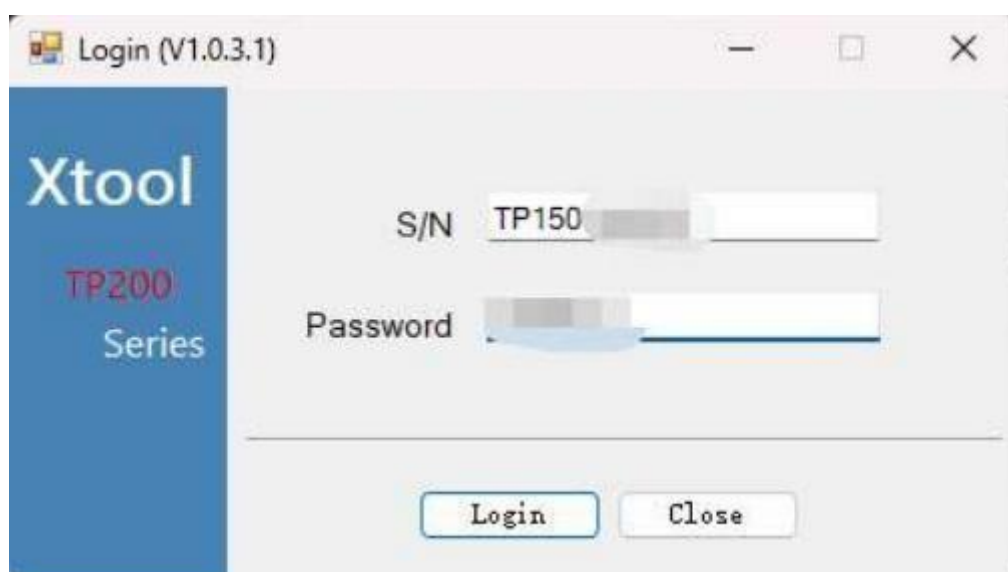 Login (V1.0.3.1)
Xtool
TP200
Series
S/N TP150
Password
Login Close